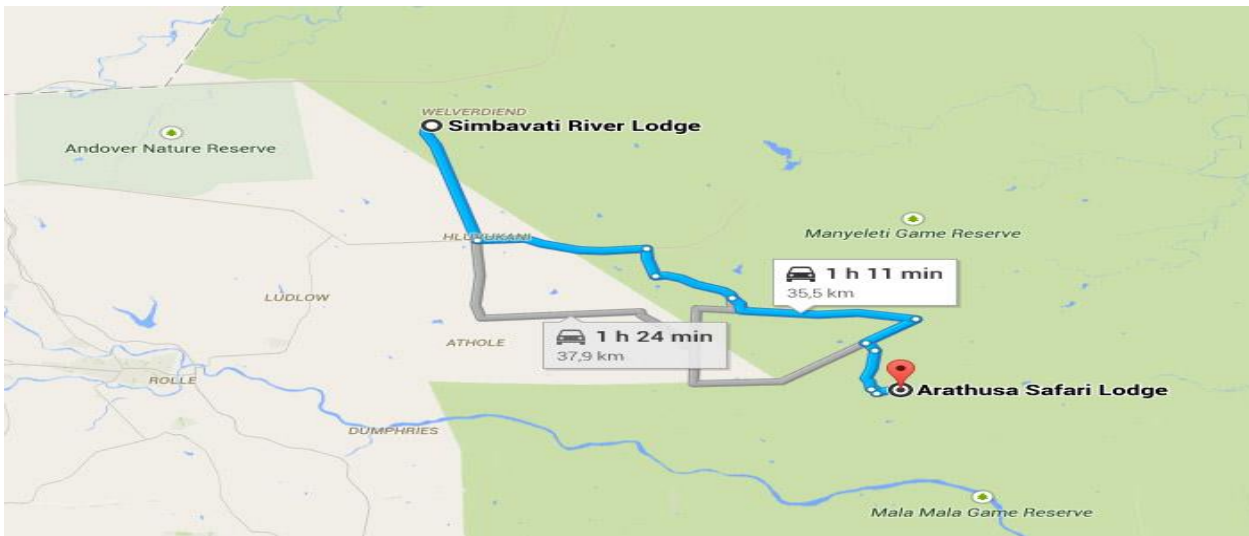 WELVERDIEND
Simbavati River Lodge
Andover Nature Reserve
Manyeleti Game Reserve
HLUVUKANI
1 h 11 min
35,5 km
LUDLOW
1 h 24 min
37,9 km
ATHOLE
ROLLE
Arathusa Safari Lodge
DUMPHRIES
Mala Mala Game Reserve